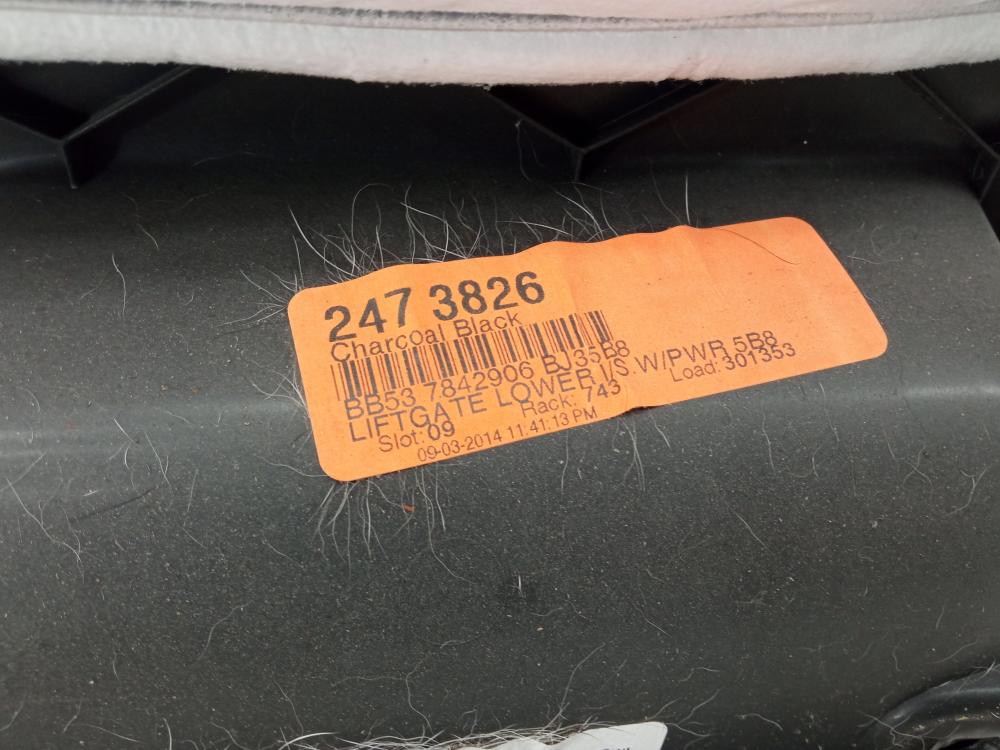 247 3826
Charcoal Black
BB53 7842906 BJ35B8
LIFTGATE LOWER I/S W/PWR 5B8
Slot: 09 Rack: 743 Load: 301353
09-03-2014 11:41:13 PM